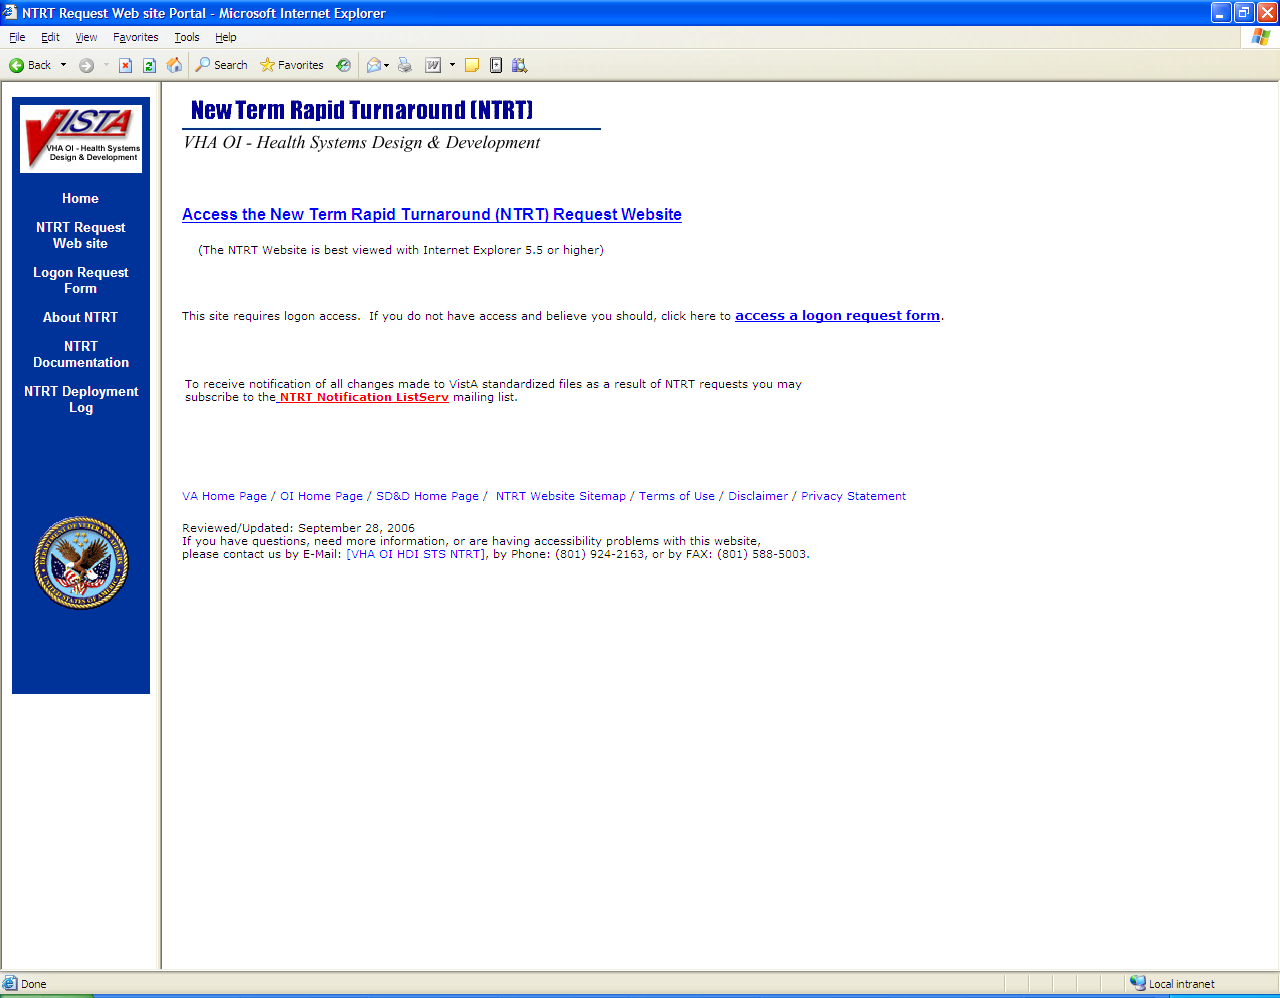 NTRT Request Web site Portal - Microsoft Internet Explorer
File Edit View Favorites Tools Help
Back Search Favorites
VISTA
VHA OI - Health Systems
Design & Development
Home
NTRT Request
Web site
Logon Request
Form
About NTRT
NTRT
Documentation
NTRT Deployment
Log
DEPARTMENT OF VETERANS AFFAIRS
UNITED STATES OF AMERICA
New Term Rapid Turnaround (NTRT)
VHA OI - Health Systems Design & Development
Access the New Term Rapid Turnaround (NTRT) Request Website
(The NTRT Website is best viewed with Internet Explorer 5.5 or higher)
This site requires logon access. If you do not have access and believe you should, click here to access a logon request form.
To receive notification of all changes made to VistA standardized files as a result of NTRT requests you may
subscribe to the NTRT Notification ListServ mailing list.
VA Home Page / OI Home Page / SD&D Home Page / NTRT Website Sitemap / Terms of Use / Disclaimer / Privacy Statement
Reviewed/Updated: September 28, 2006
If you have questions, need more information, or are having accessibility problems with this website,
please contact us by E-Mail: [VHA OI HDI STS NTRT], by Phone: (801) 924-2163, or by FAX: (801) 588-5003.
Done
Local intranet